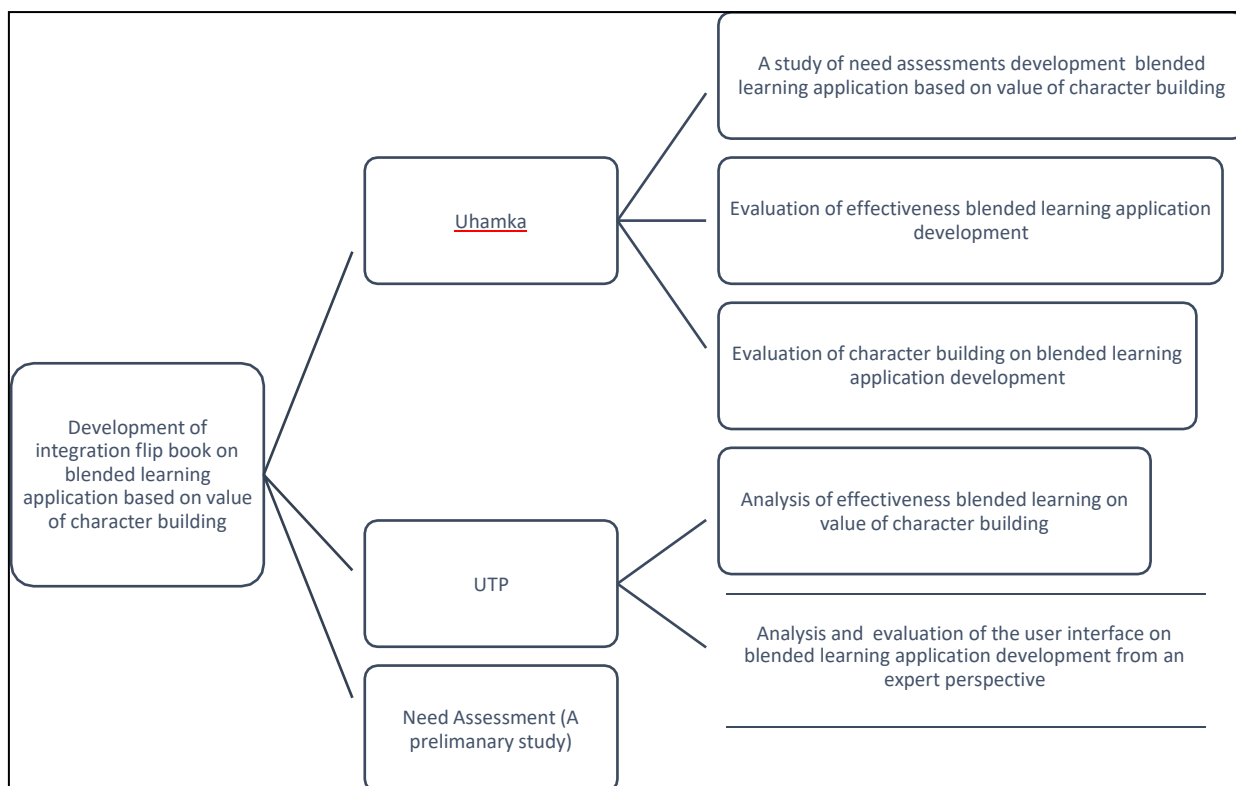 Development of
integration flip book on
blended learning
application based on value
of character building
Uhamka
A study of need assessments development blended
learning application based on value of character building
Evaluation of effectiveness blended learning application
development
Evaluation of character building on blended learning
application development
UTP
Analysis of effectiveness blended learning on
value of character building
Analysis and evaluation of the user interface on
blended learning application development from an
expert perspective
Need Assessment (A
prelimanary study)